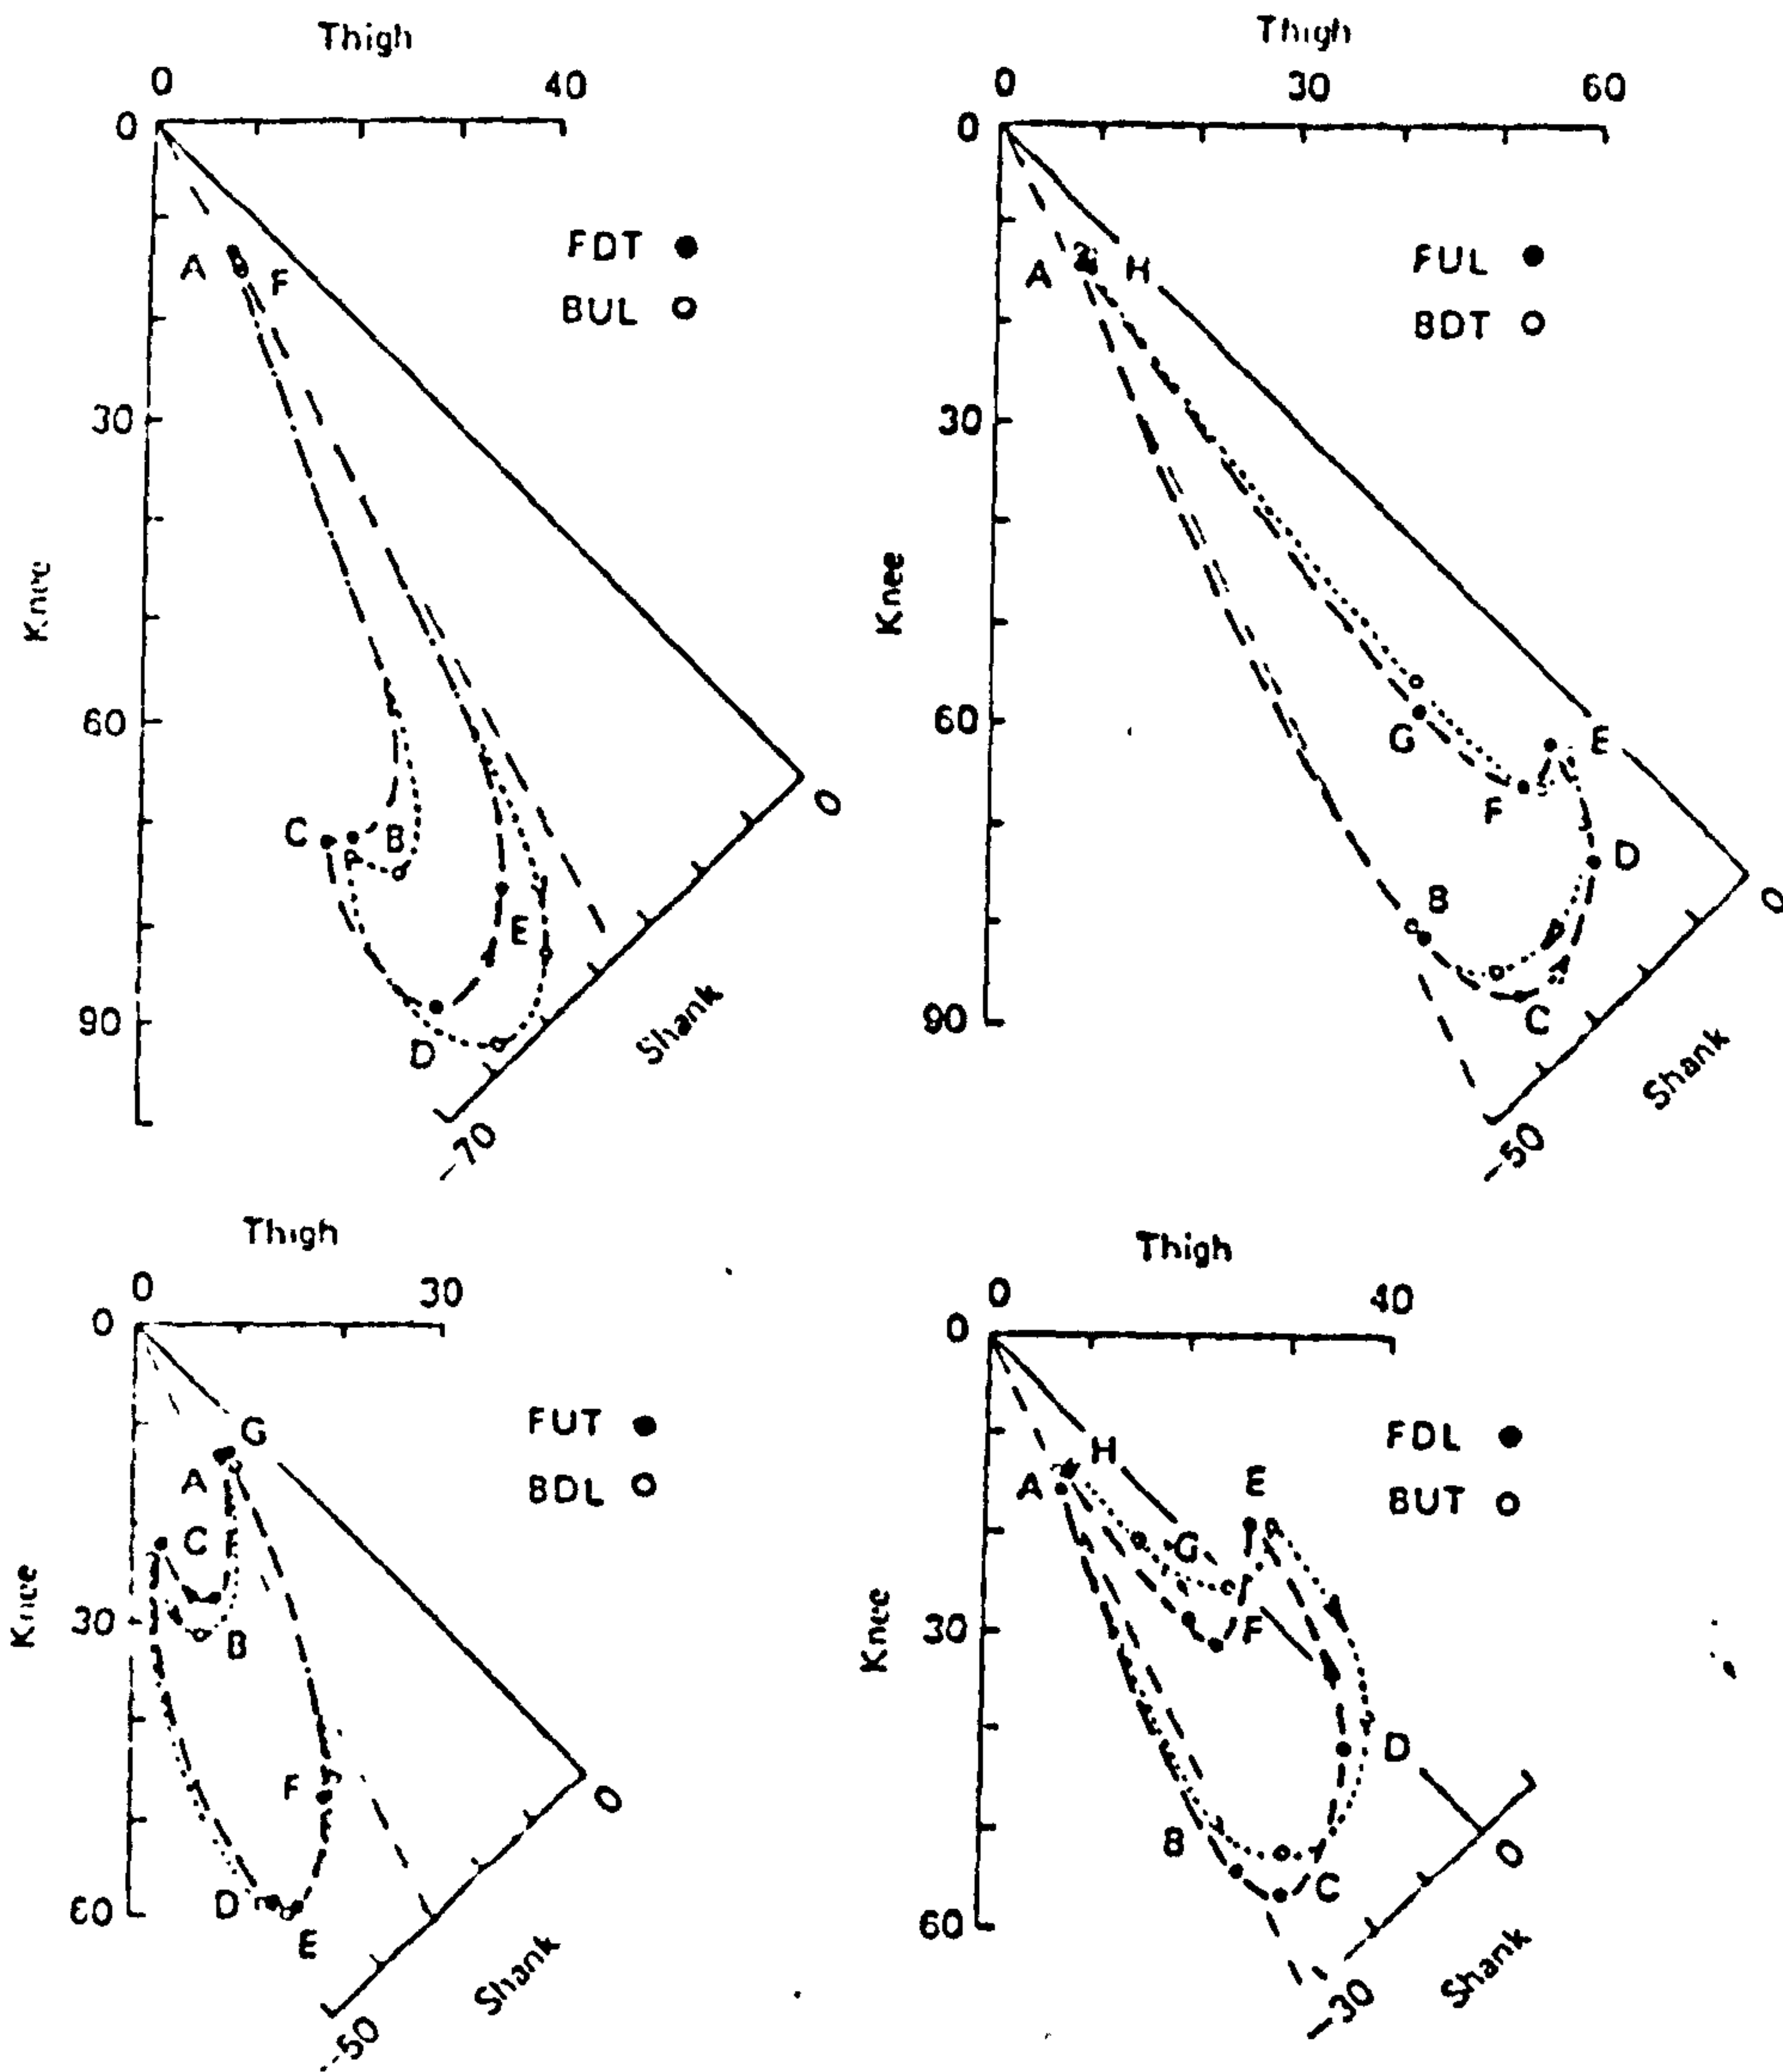 Thigh
0 40
0
FDT
A F
BUL
30
Knee
60
C B
E
90
D
Shank
0
-70
Thigh
0 30 60
0
A H
FUL
BDT
30
Knee
60
G E
F
D
B
90
C
Shank
0
-50
Thigh
0 30
0
G
FUT
A
BDL
C
Knee
30
B
F
D
E
60
Shank
0
-50
Thigh
0 40
0
H
FDL
A E
BUT
G
Knee
30
F
D
B
C
60
Shank
0
-30